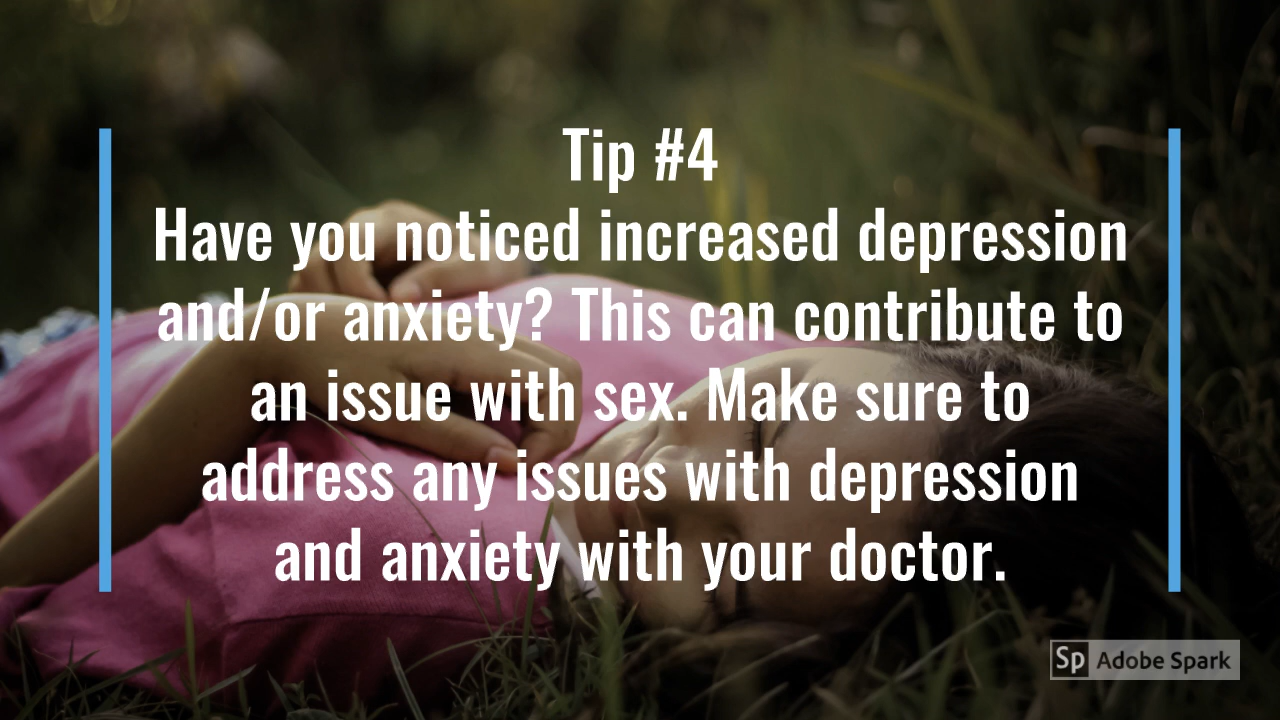 Tip #4
Have you noticed increased depression
and/or anxiety? This can contribute to
an issue with sex. Make sure to
address any issues with depression
and anxiety with your doctor.
Sp Adobe Spark